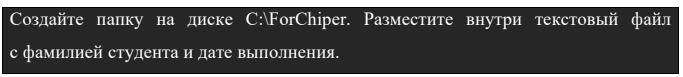 Создайте папку на диске C:\ForChiper. Разместите внутри текстовый файл
с фамилией студента и дате выполнения.